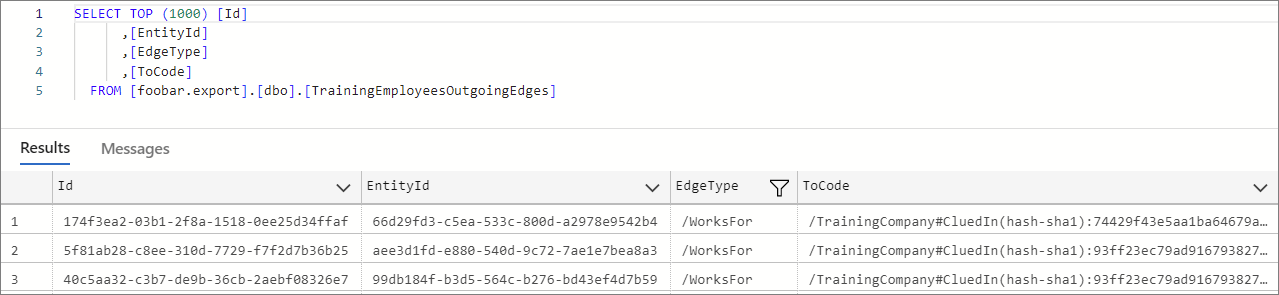 1 SELECT TOP (1000) [Id]
2 ,[EntityId]
3 ,[EdgeType]
4 ,[ToCode]
5 FROM [foobar.export].[dbo].[TrainingEmployeesOutgoingEdges]
Results Messages
Id EntityId EdgeType ToCode
1 174f3ea2-03b1-2f8a-1518-0ee25d34ffaf 66d29fd3-c5ea-533c-800d-a2978e9542b4 /WorksFor /TrainingCompany#CluedIn(hash-sha1):74429f43e5aa1ba64679a…
2 5f81ab28-c8ee-310d-7729-f7f2d7b36b25 aee3d1fd-e880-540d-9c72-7ae1e7bea8a3 /WorksFor /TrainingCompany#CluedIn(hash-sha1):93ff23ec79ad916793827…
3 40c5aa32-c3b7-de9b-36cb-2aebf08326e7 99db184f-b3d5-564c-b276-bd43ef4d7b59 /WorksFor /TrainingCompany#CluedIn(hash-sha1):93ff23ec79ad916793827…